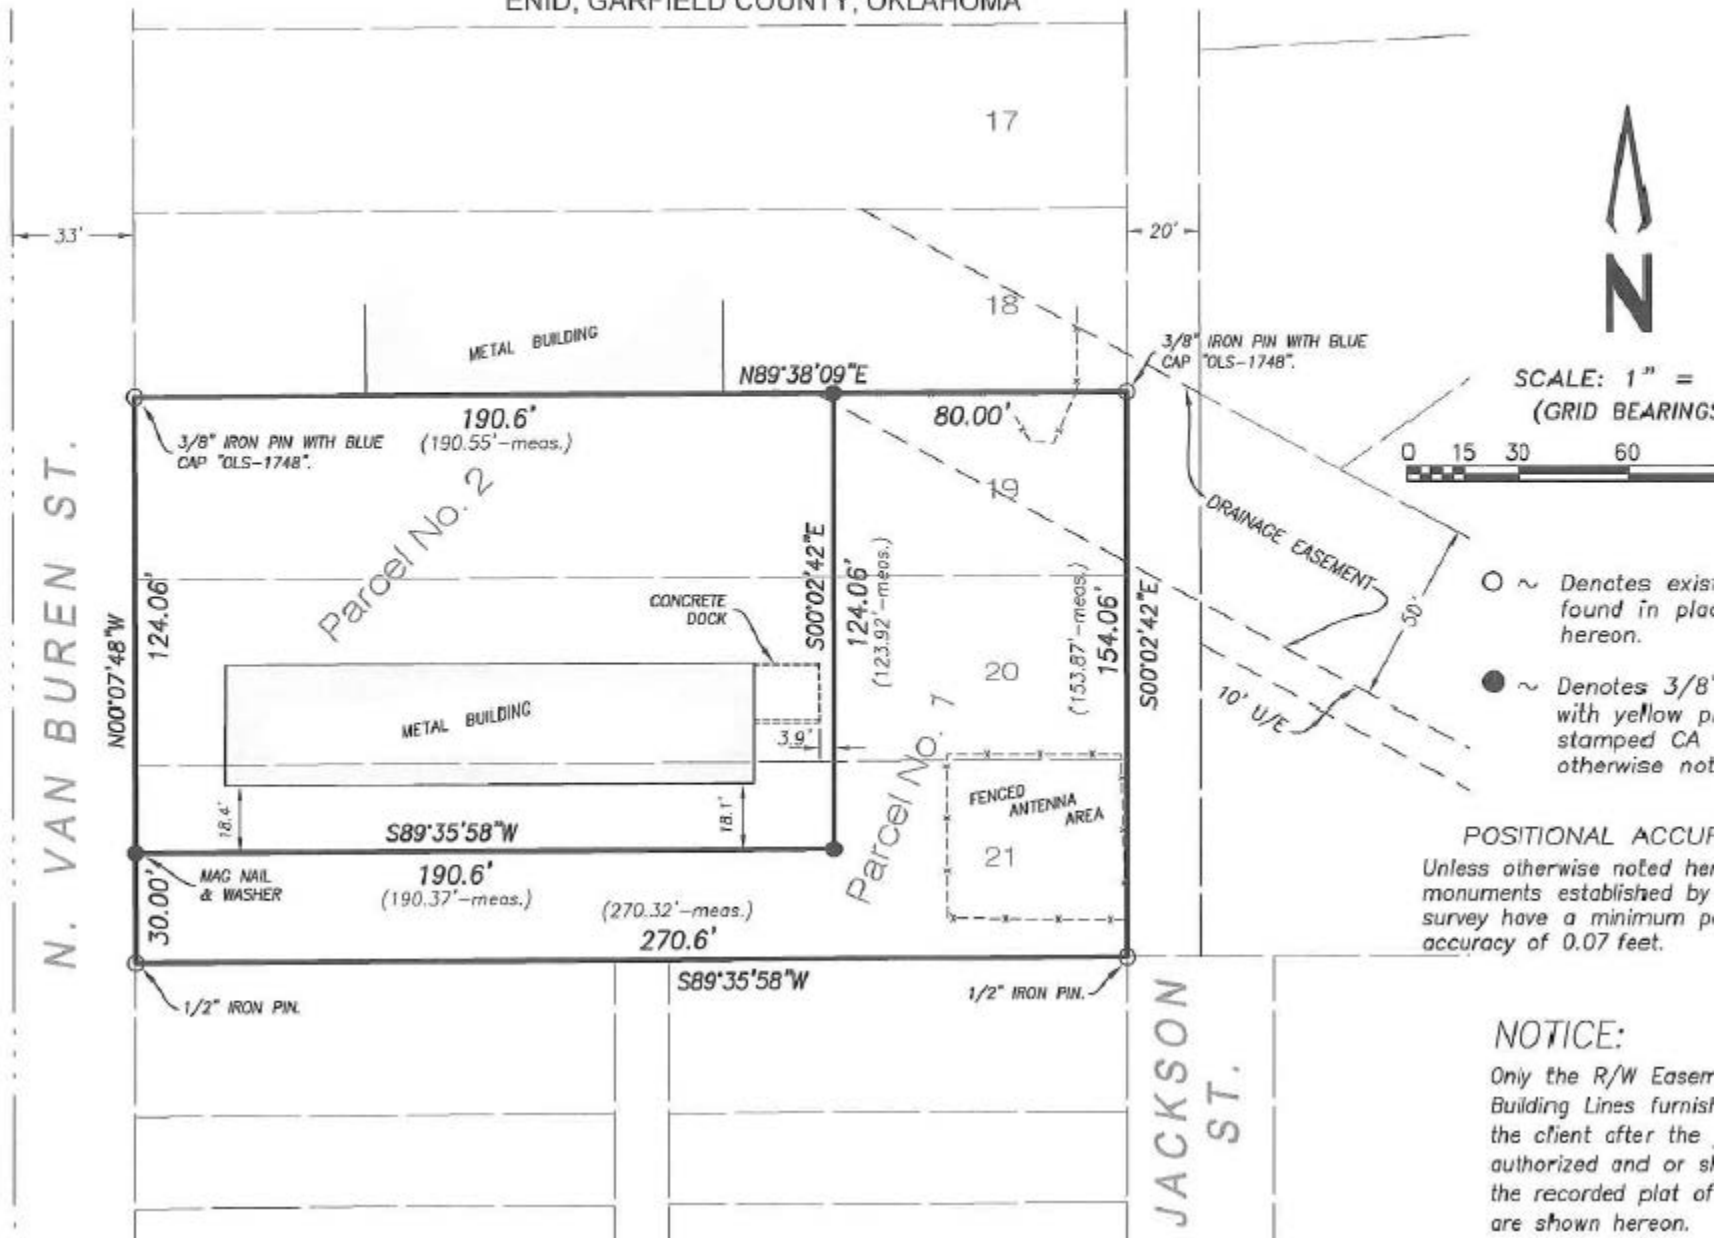 ENID, GARFIELD COUNTY, OKLAHOMA
17
33'
20'
18
METAL BUILDING
N89°38'09"E
3/8" IRON PIN WITH BLUE
CAP "OLS-1748".
N
SCALE: 1" =
(GRID BEARINGS
0 15 30 60
190.6'
(190.55'-meas.)
80.00'
3/8" IRON PIN WITH BLUE
CAP "OLS-1748".
19
Parcel No. 2
DRAINAGE EASEMENT
50'
N. VAN BUREN ST.
N00°07'48"W
124.06'
S00°02'42"E
124.06'
(123.92'-meas.)
(153.87'-meas.)
154.06'
S00°02'42"E
CONCRETE
DOCK
20
10' U/E
METAL BUILDING
3.9'
Parcel No. 1
FENCED
ANTENNA
AREA
21
18.4'
18.1'
S89°35'58"W
190.6'
(190.37'-meas.)
MAG NAIL
& WASHER
30.00'
(270.32'-meas.)
270.6'
S89°35'58"W
1/2" IRON PIN.
1/2" IRON PIN.
JACKSON
ST.
~ Denotes exist
found in plac
hereon.
~ Denotes 3/8"
with yellow p
stamped CA
otherwise not
POSITIONAL ACCUR
Unless otherwise noted her
monuments established by
survey have a minimum p
accuracy of 0.07 feet.
NOTICE:
Only the R/W Easem
Building Lines furnish
the client after the
authorized and or sh
the recorded plat of
are shown hereon.